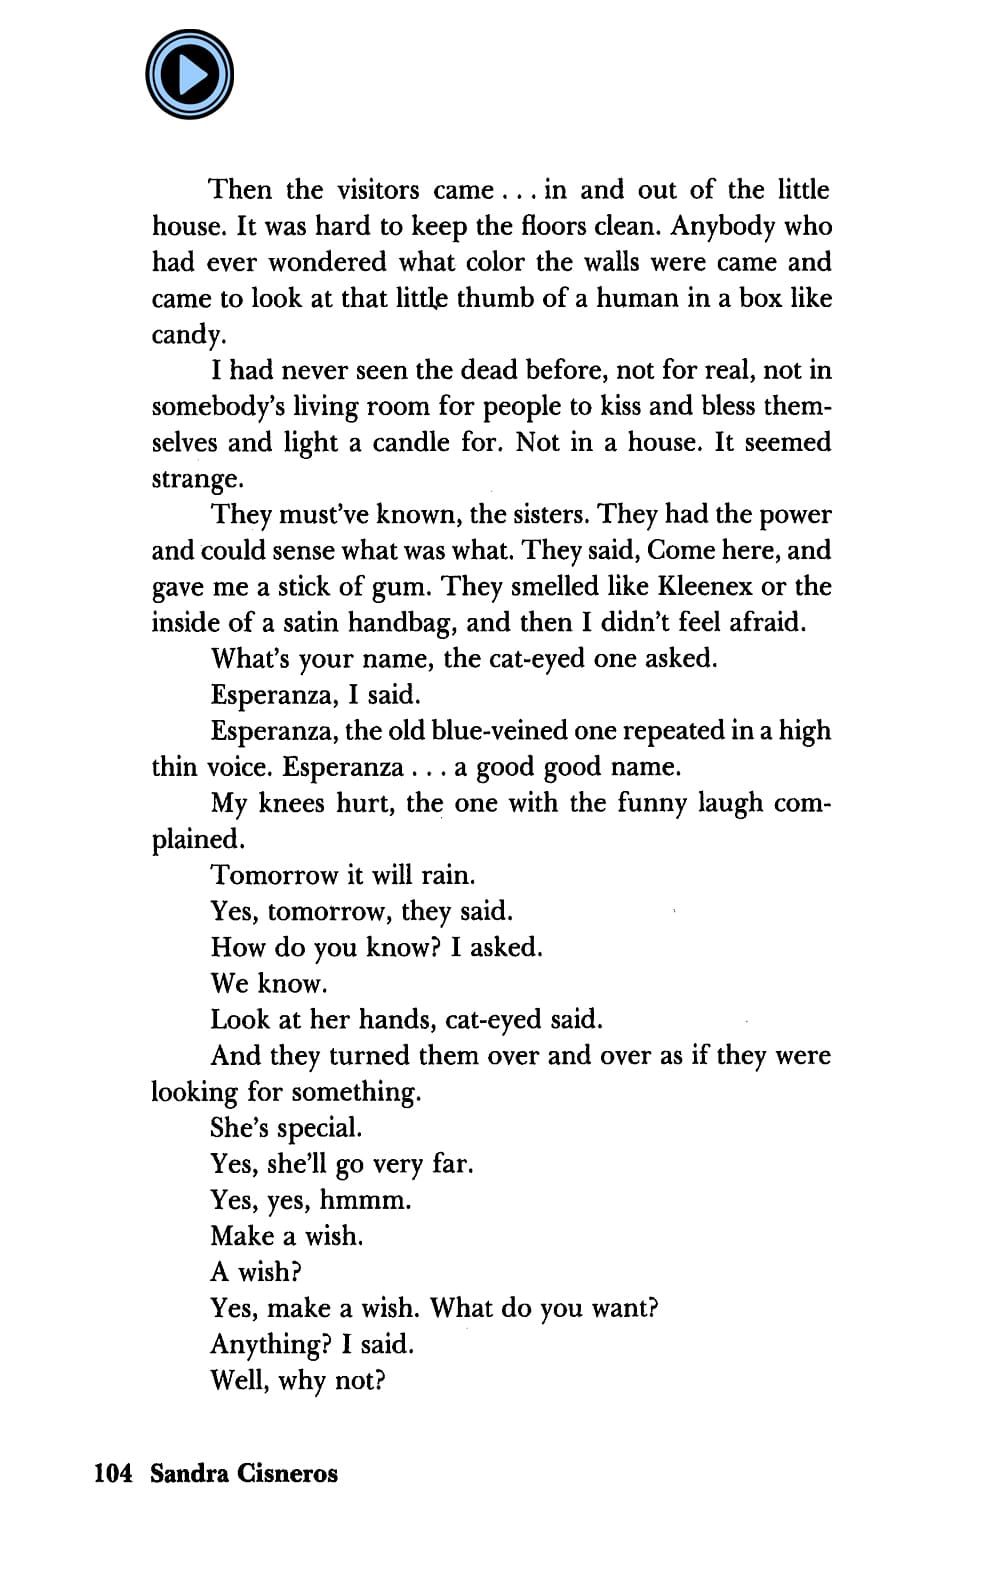 Then the visitors came . . . in and out of the little
house. It was hard to keep the floors clean. Anybody who
had ever wondered what color the walls were came and
came to look at that little thumb of a human in a box like
candy.
I had never seen the dead before, not for real, not in
somebody's living room for people to kiss and bless them-
selves and light a candle for. Not in a house. It seemed
strange.
They must've known, the sisters. They had the power
and could sense what was what. They said, Come here, and
gave me a stick of gum. They smelled like Kleenex or the
inside of a satin handbag, and then I didn't feel afraid.
What's your name, the cat-eyed one asked.
Esperanza, I said.
Esperanza, the old blue-veined one repeated in a high
thin voice. Esperanza . . . a good good name.
My knees hurt, the one with the funny laugh com-
plained.
Tomorrow it will rain.
Yes, tomorrow, they said.
How do you know? I asked.
We know.
Look at her hands, cat-eyed said.
And they turned them over and over as if they were
looking for something.
She's special.
Yes, she'll go very far.
Yes, yes, hmmm.
Make a wish.
A wish?
Yes, make a wish. What do you want?
Anything? I said.
Well, why not?
104 Sandra Cisneros